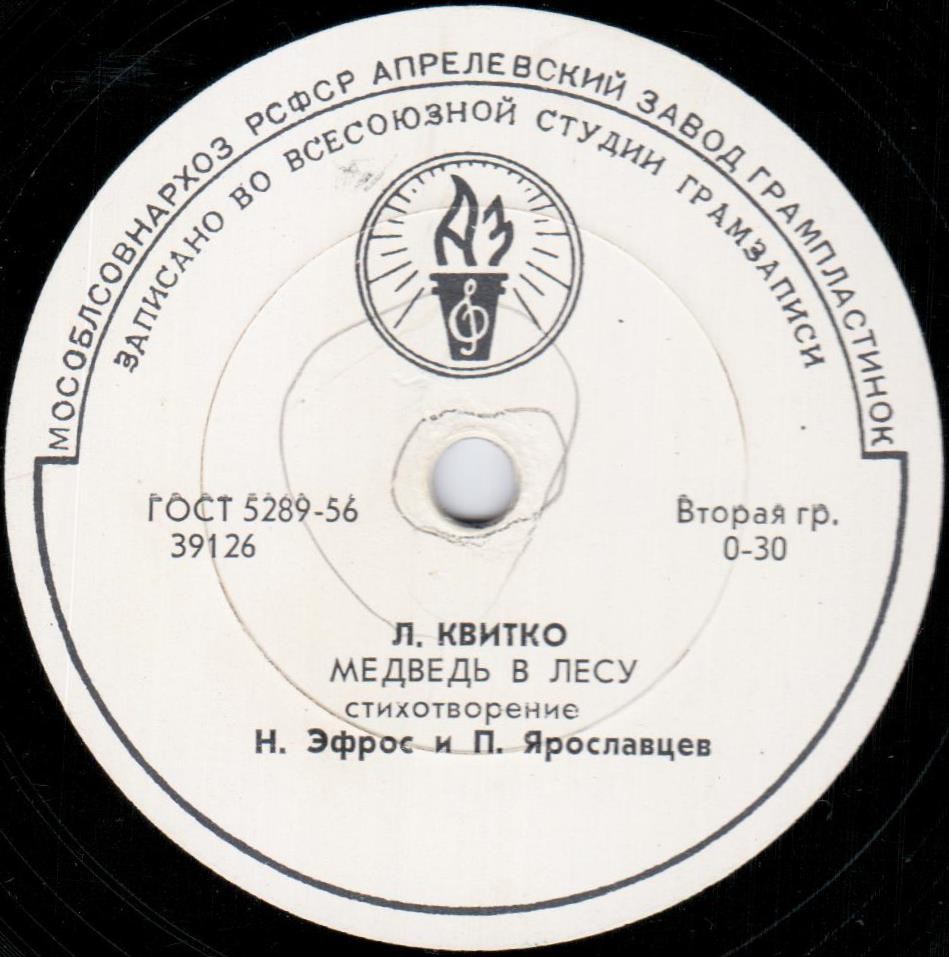 МОСОБЛСОВНАРХОЗ РСФСР АПРЕЛЕВСКИЙ ЗАВОД ГРАМПЛАСТИНОК
ЗАПИСАНО ВО ВСЕСОЮЗНОЙ СТУДИИ ГРАМЗАПИСИ
АЗ
ГОСТ 5289-56
39126
Вторая гр.
0-30
Л. КВИТКО
МЕДВЕДЬ В ЛЕСУ
стихотворение
Н. Эфрос и П. Ярославцев